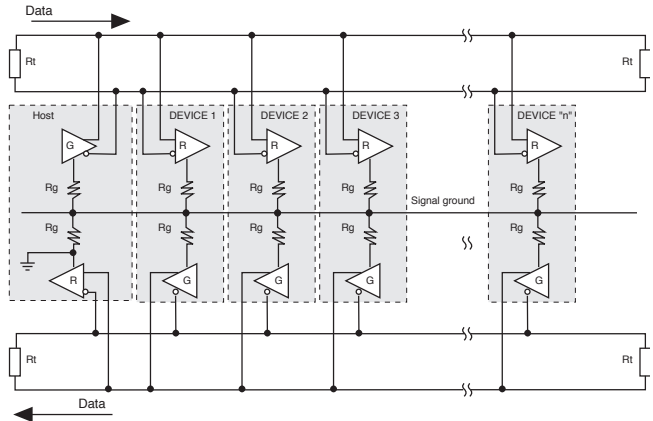 Data
Rt
Rt
Host
DEVICE 1
DEVICE 2
DEVICE 3
DEVICE "n"
G
R
R
R
R
Rg
Rg
Rg
Rg
Rg
Signal ground
Rg
Rg
Rg
Rg
Rg
R
G
G
G
G
Rt
Rt
Data